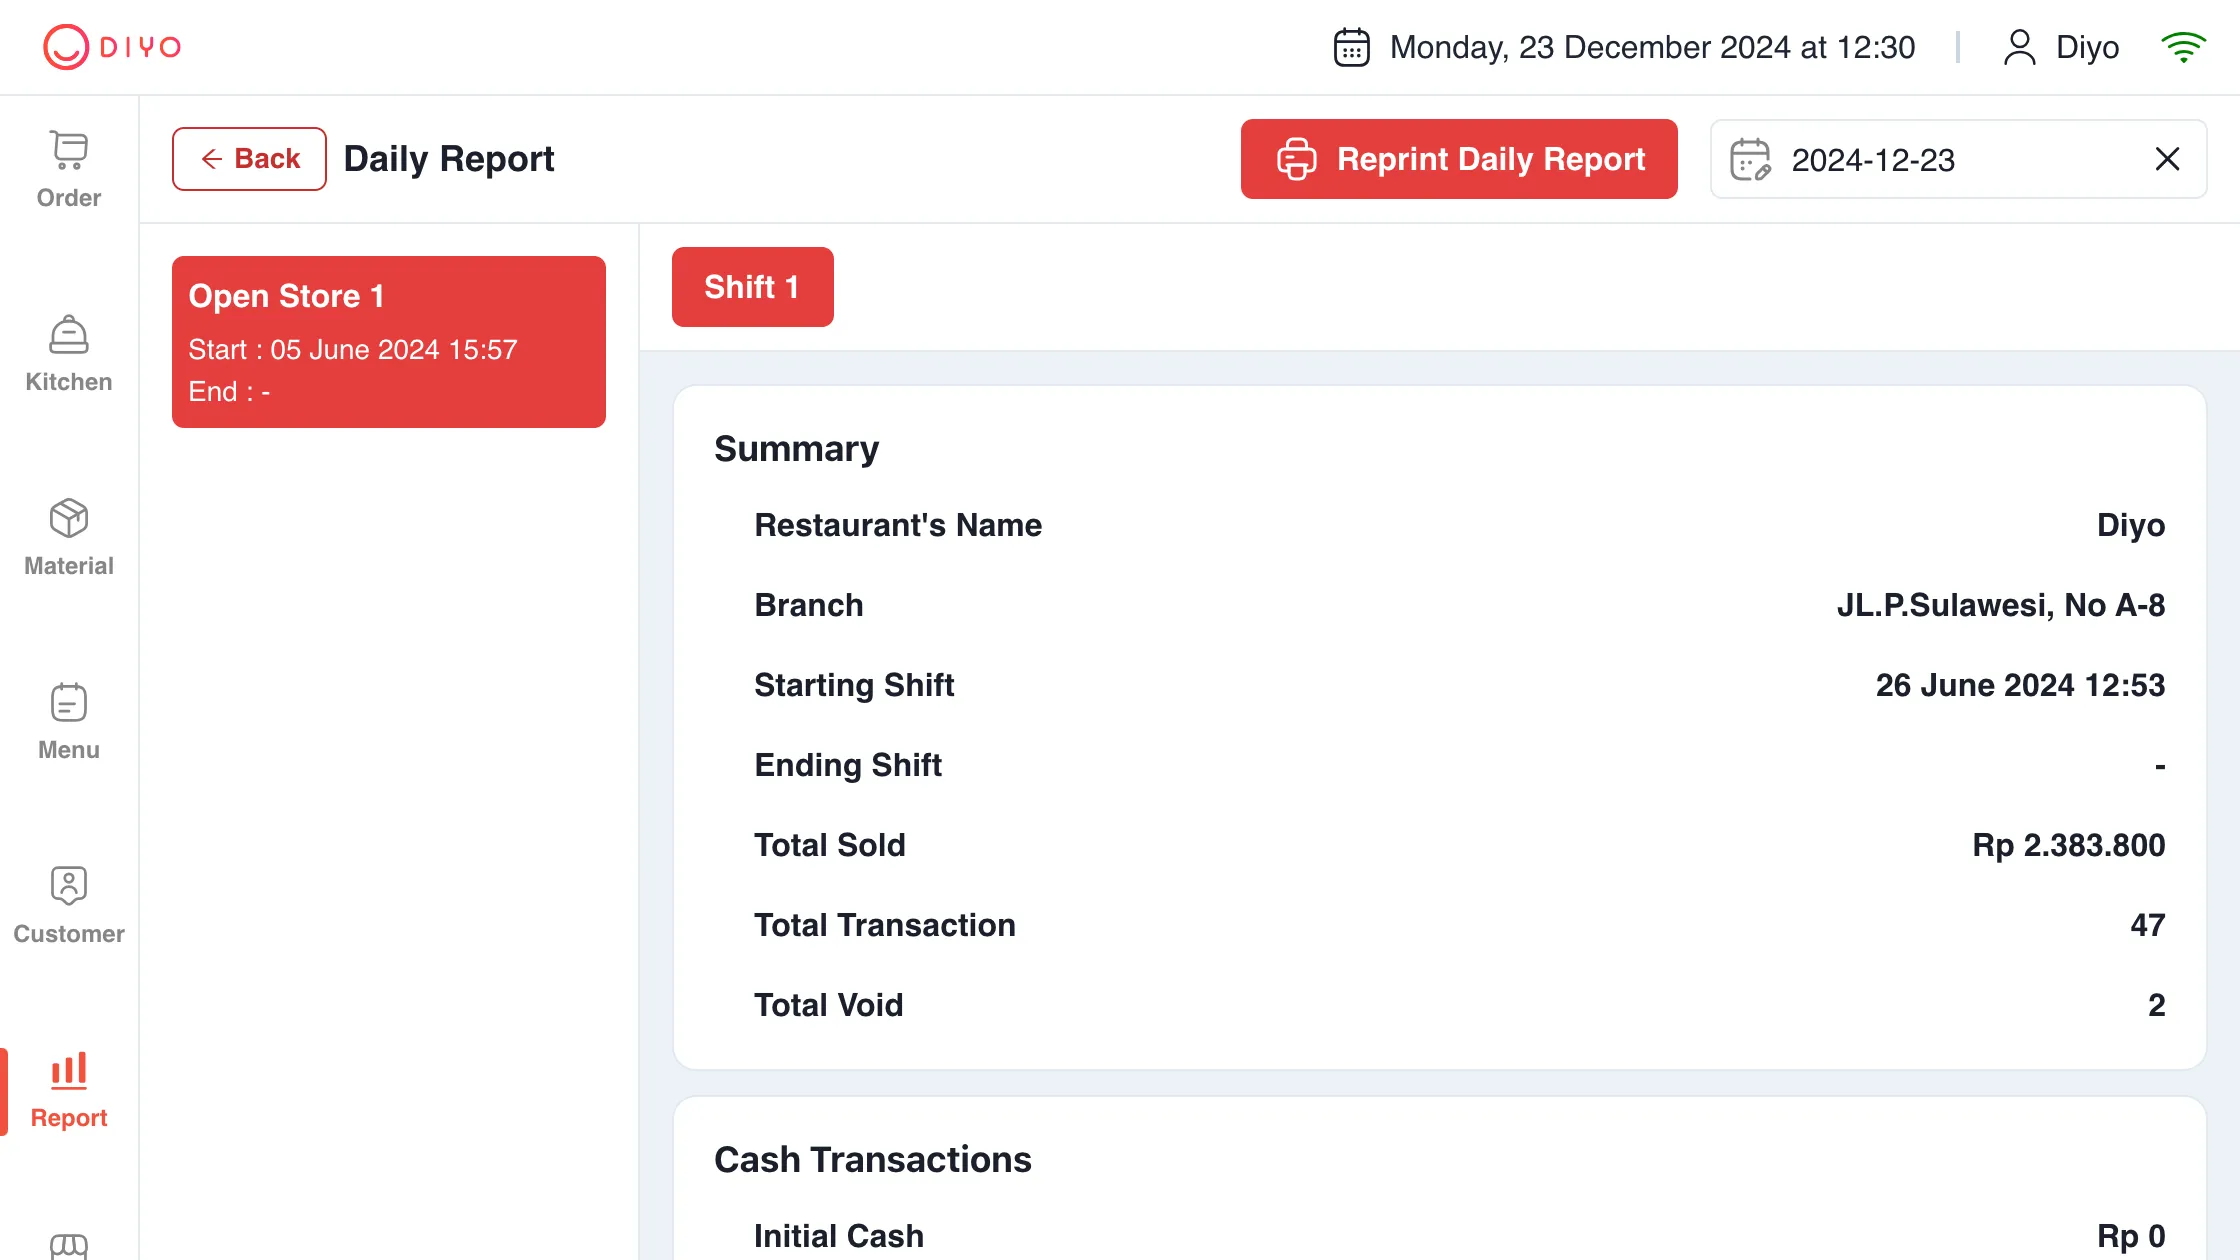 DIYO
Monday, 23 December 2024 at 12:30
Diyo
Order
Kitchen
Material
Menu
Customer
Report
Back
Daily Report
Reprint Daily Report
2024-12-23
Open Store 1
Start : 05 June 2024 15:57
End : -
Shift 1
Summary
Restaurant's Name Diyo
Branch JL.P.Sulawesi, No A-8
Starting Shift 26 June 2024 12:53
Ending Shift -
Total Sold Rp 2.383.800
Total Transaction 47
Total Void 2
Cash Transactions
Initial Cash Rp 0